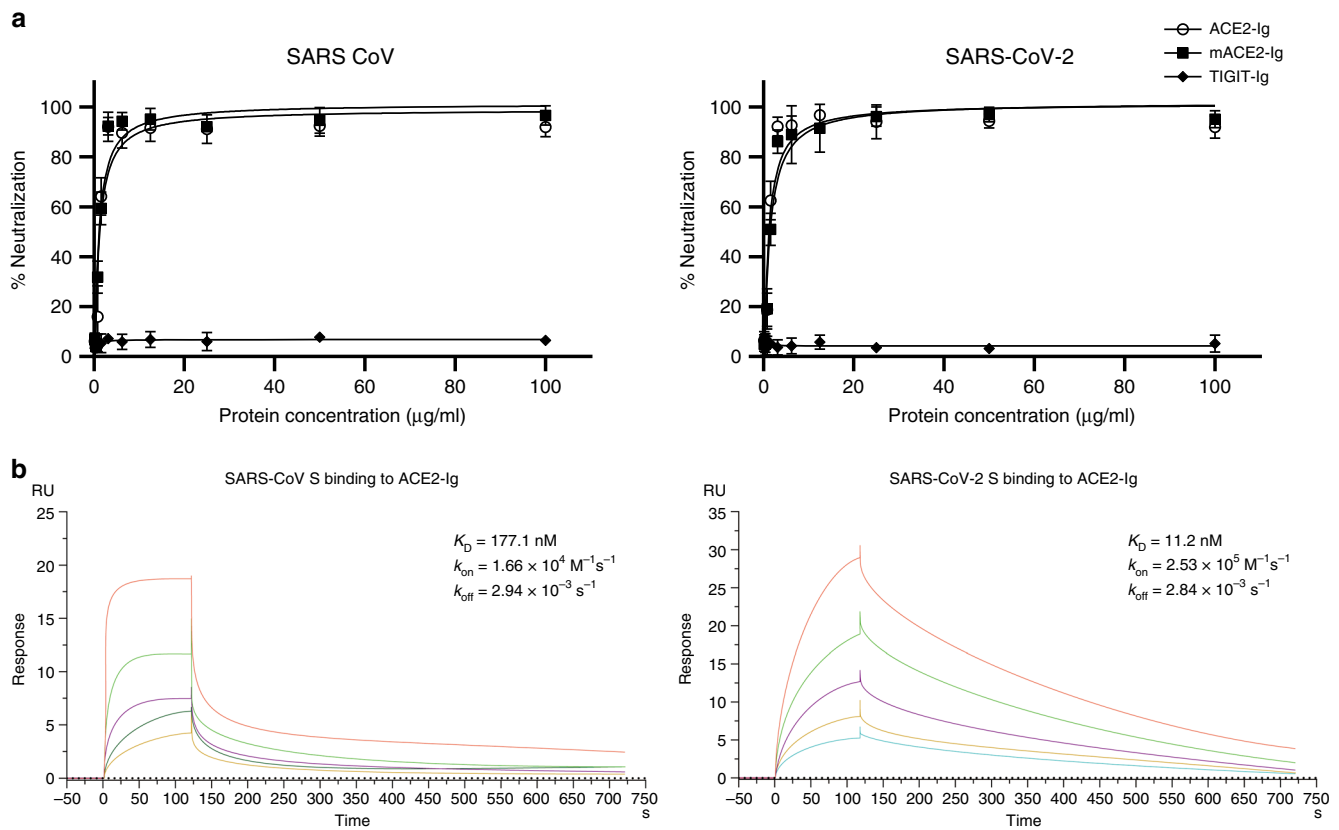 a
SARS CoV
SARS-CoV-2
ACE2-Ig
mACE2-Ig
TIGIT-Ig
% Neutralization
100
80
60
40
20
0
0 20 40 60 80 100
Protein concentration (µg/ml)
% Neutralization
100
80
60
40
20
0
0 20 40 60 80 100
Protein concentration (µg/ml)
b
SARS-CoV S binding to ACE2-Ig
RU
25
20
15
10
5
0
Response
K_D = 177.1 nM
k_on = 1.66 × 10⁴ M⁻¹s⁻¹
k_off = 2.94 × 10⁻³ s⁻¹
−50 0 50 100 150 200 250 300 350 400 450 500 550 600 650 700 750
s
Time
SARS-CoV-2 S binding to ACE2-Ig
RU
35
30
25
20
15
10
5
0
Response
K_D = 11.2 nM
k_on = 2.53 × 10⁵ M⁻¹s⁻¹
k_off = 2.84 × 10⁻³ s⁻¹
−50 0 50 100 150 200 250 300 350 400 450 500 550 600 650 700 750
s
Time